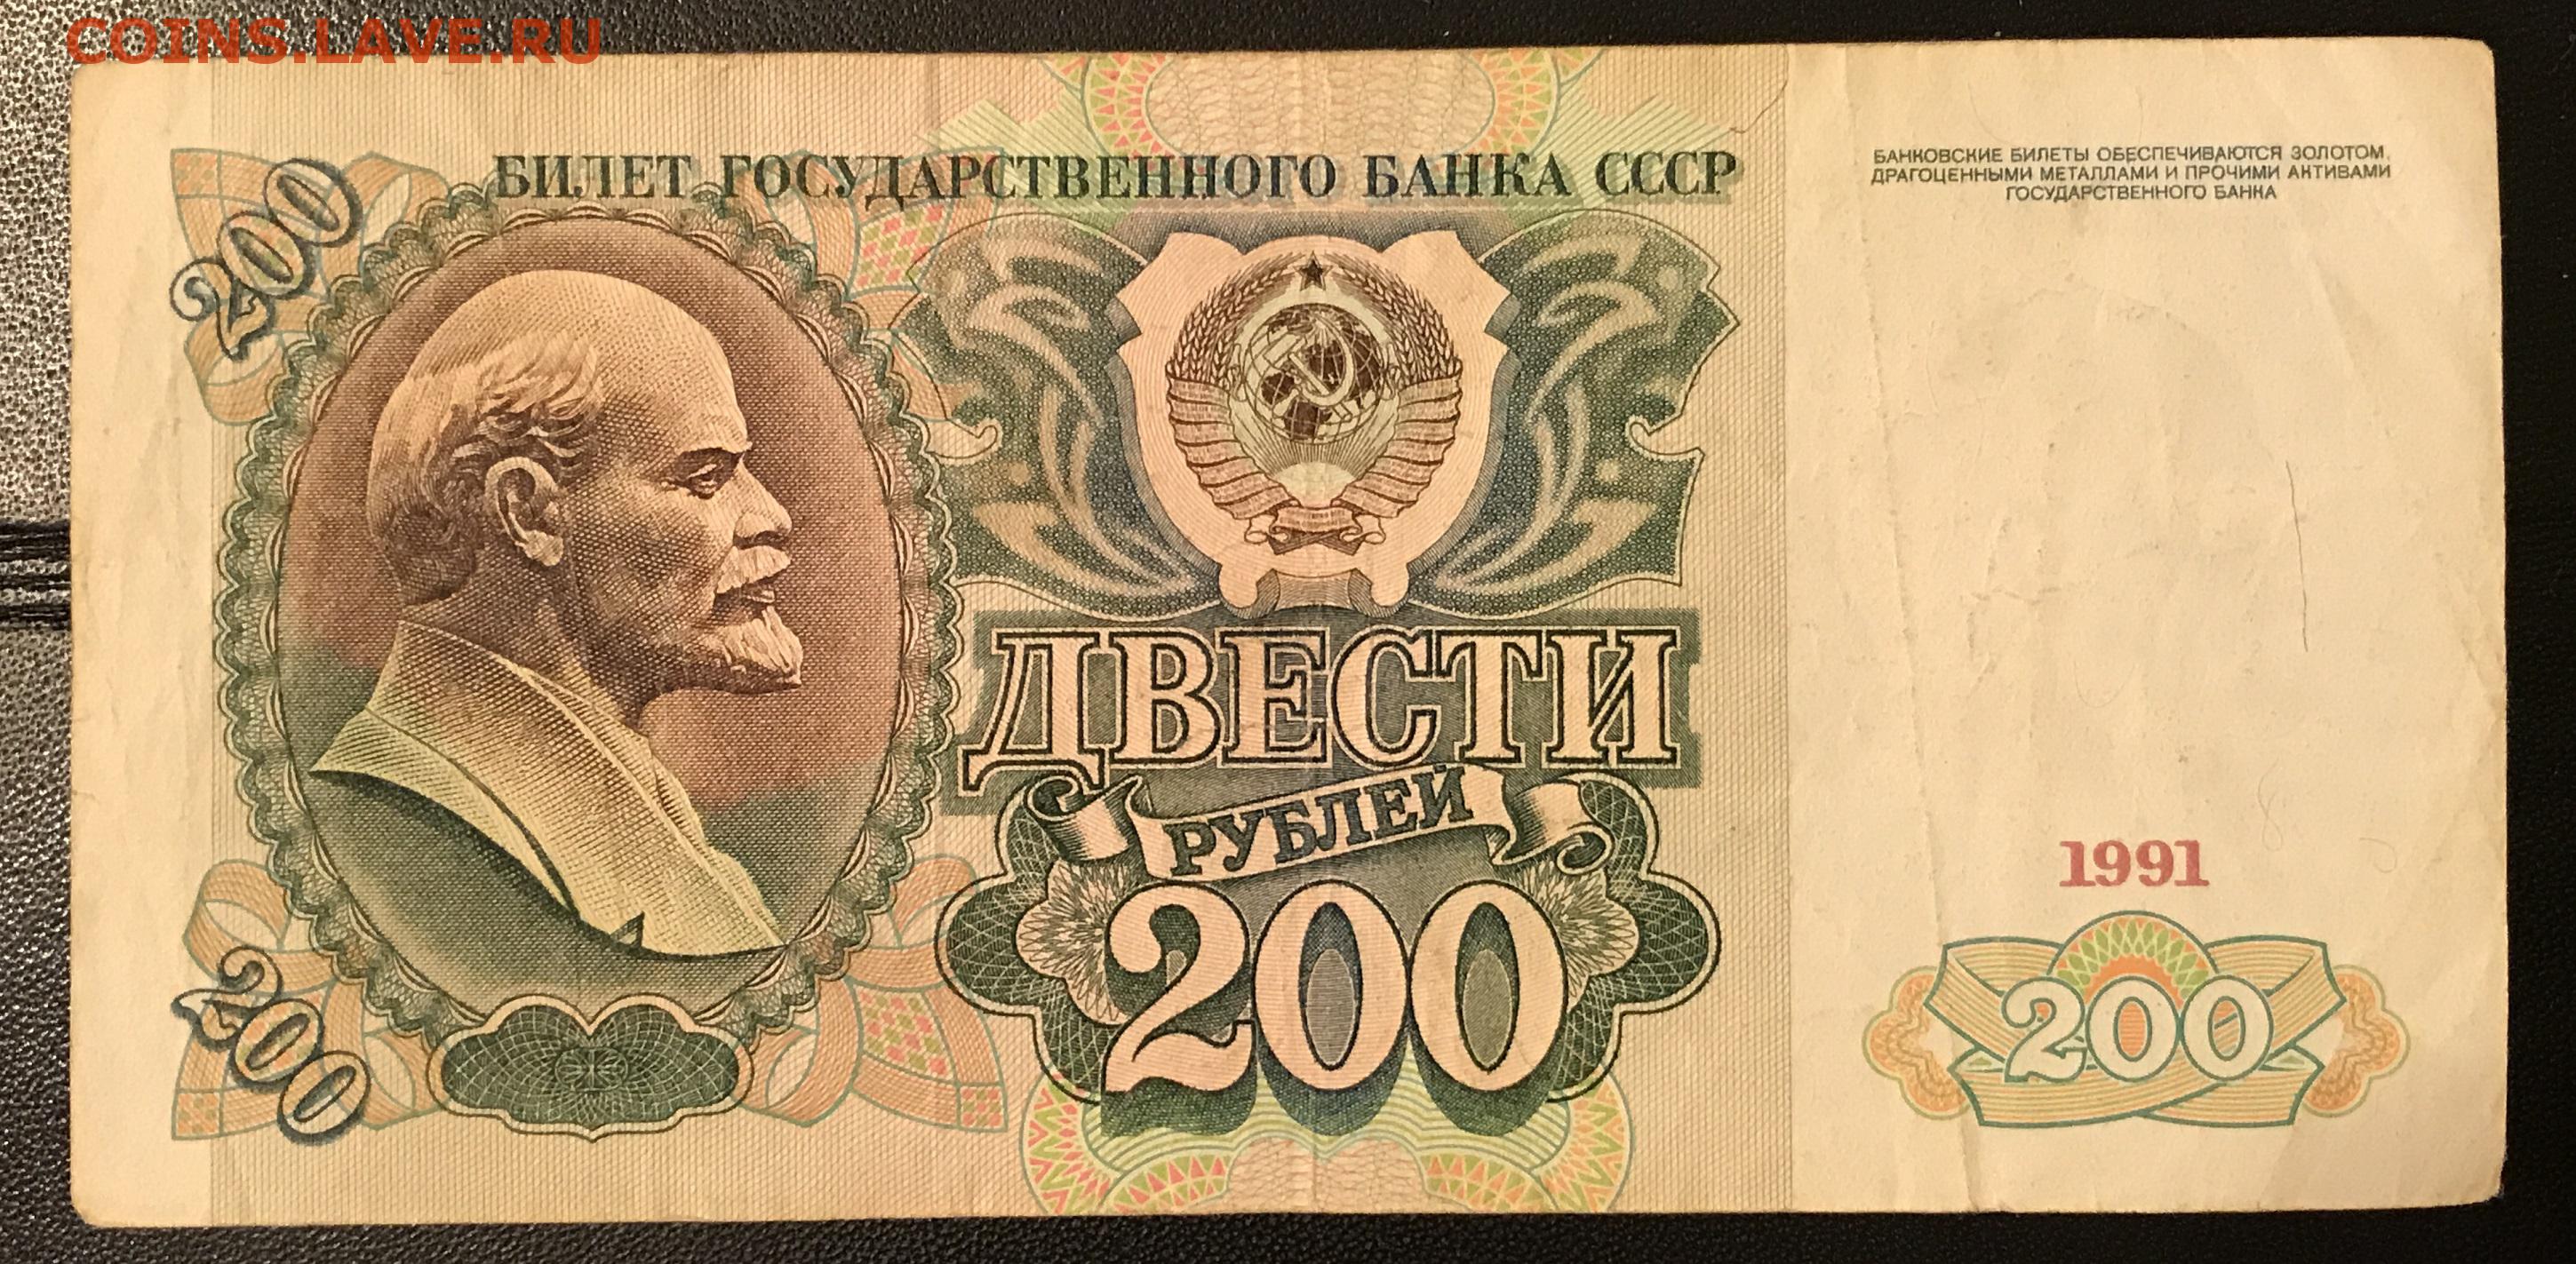 COINS.LAVE.RU
200
БИЛЕТ ГОСУДАРСТВЕННОГО БАНКА СССР
БАНКОВСКИЕ БИЛЕТЫ ОБЕСПЕЧИВАЮТСЯ ЗОЛОТОМ,
ДРАГОЦЕННЫМИ МЕТАЛЛАМИ И ПРОЧИМИ АКТИВАМИ
ГОСУДАРСТВЕННОГО БАНКА
ДВЕСТИ
РУБЛЕЙ
200
1991
200
200